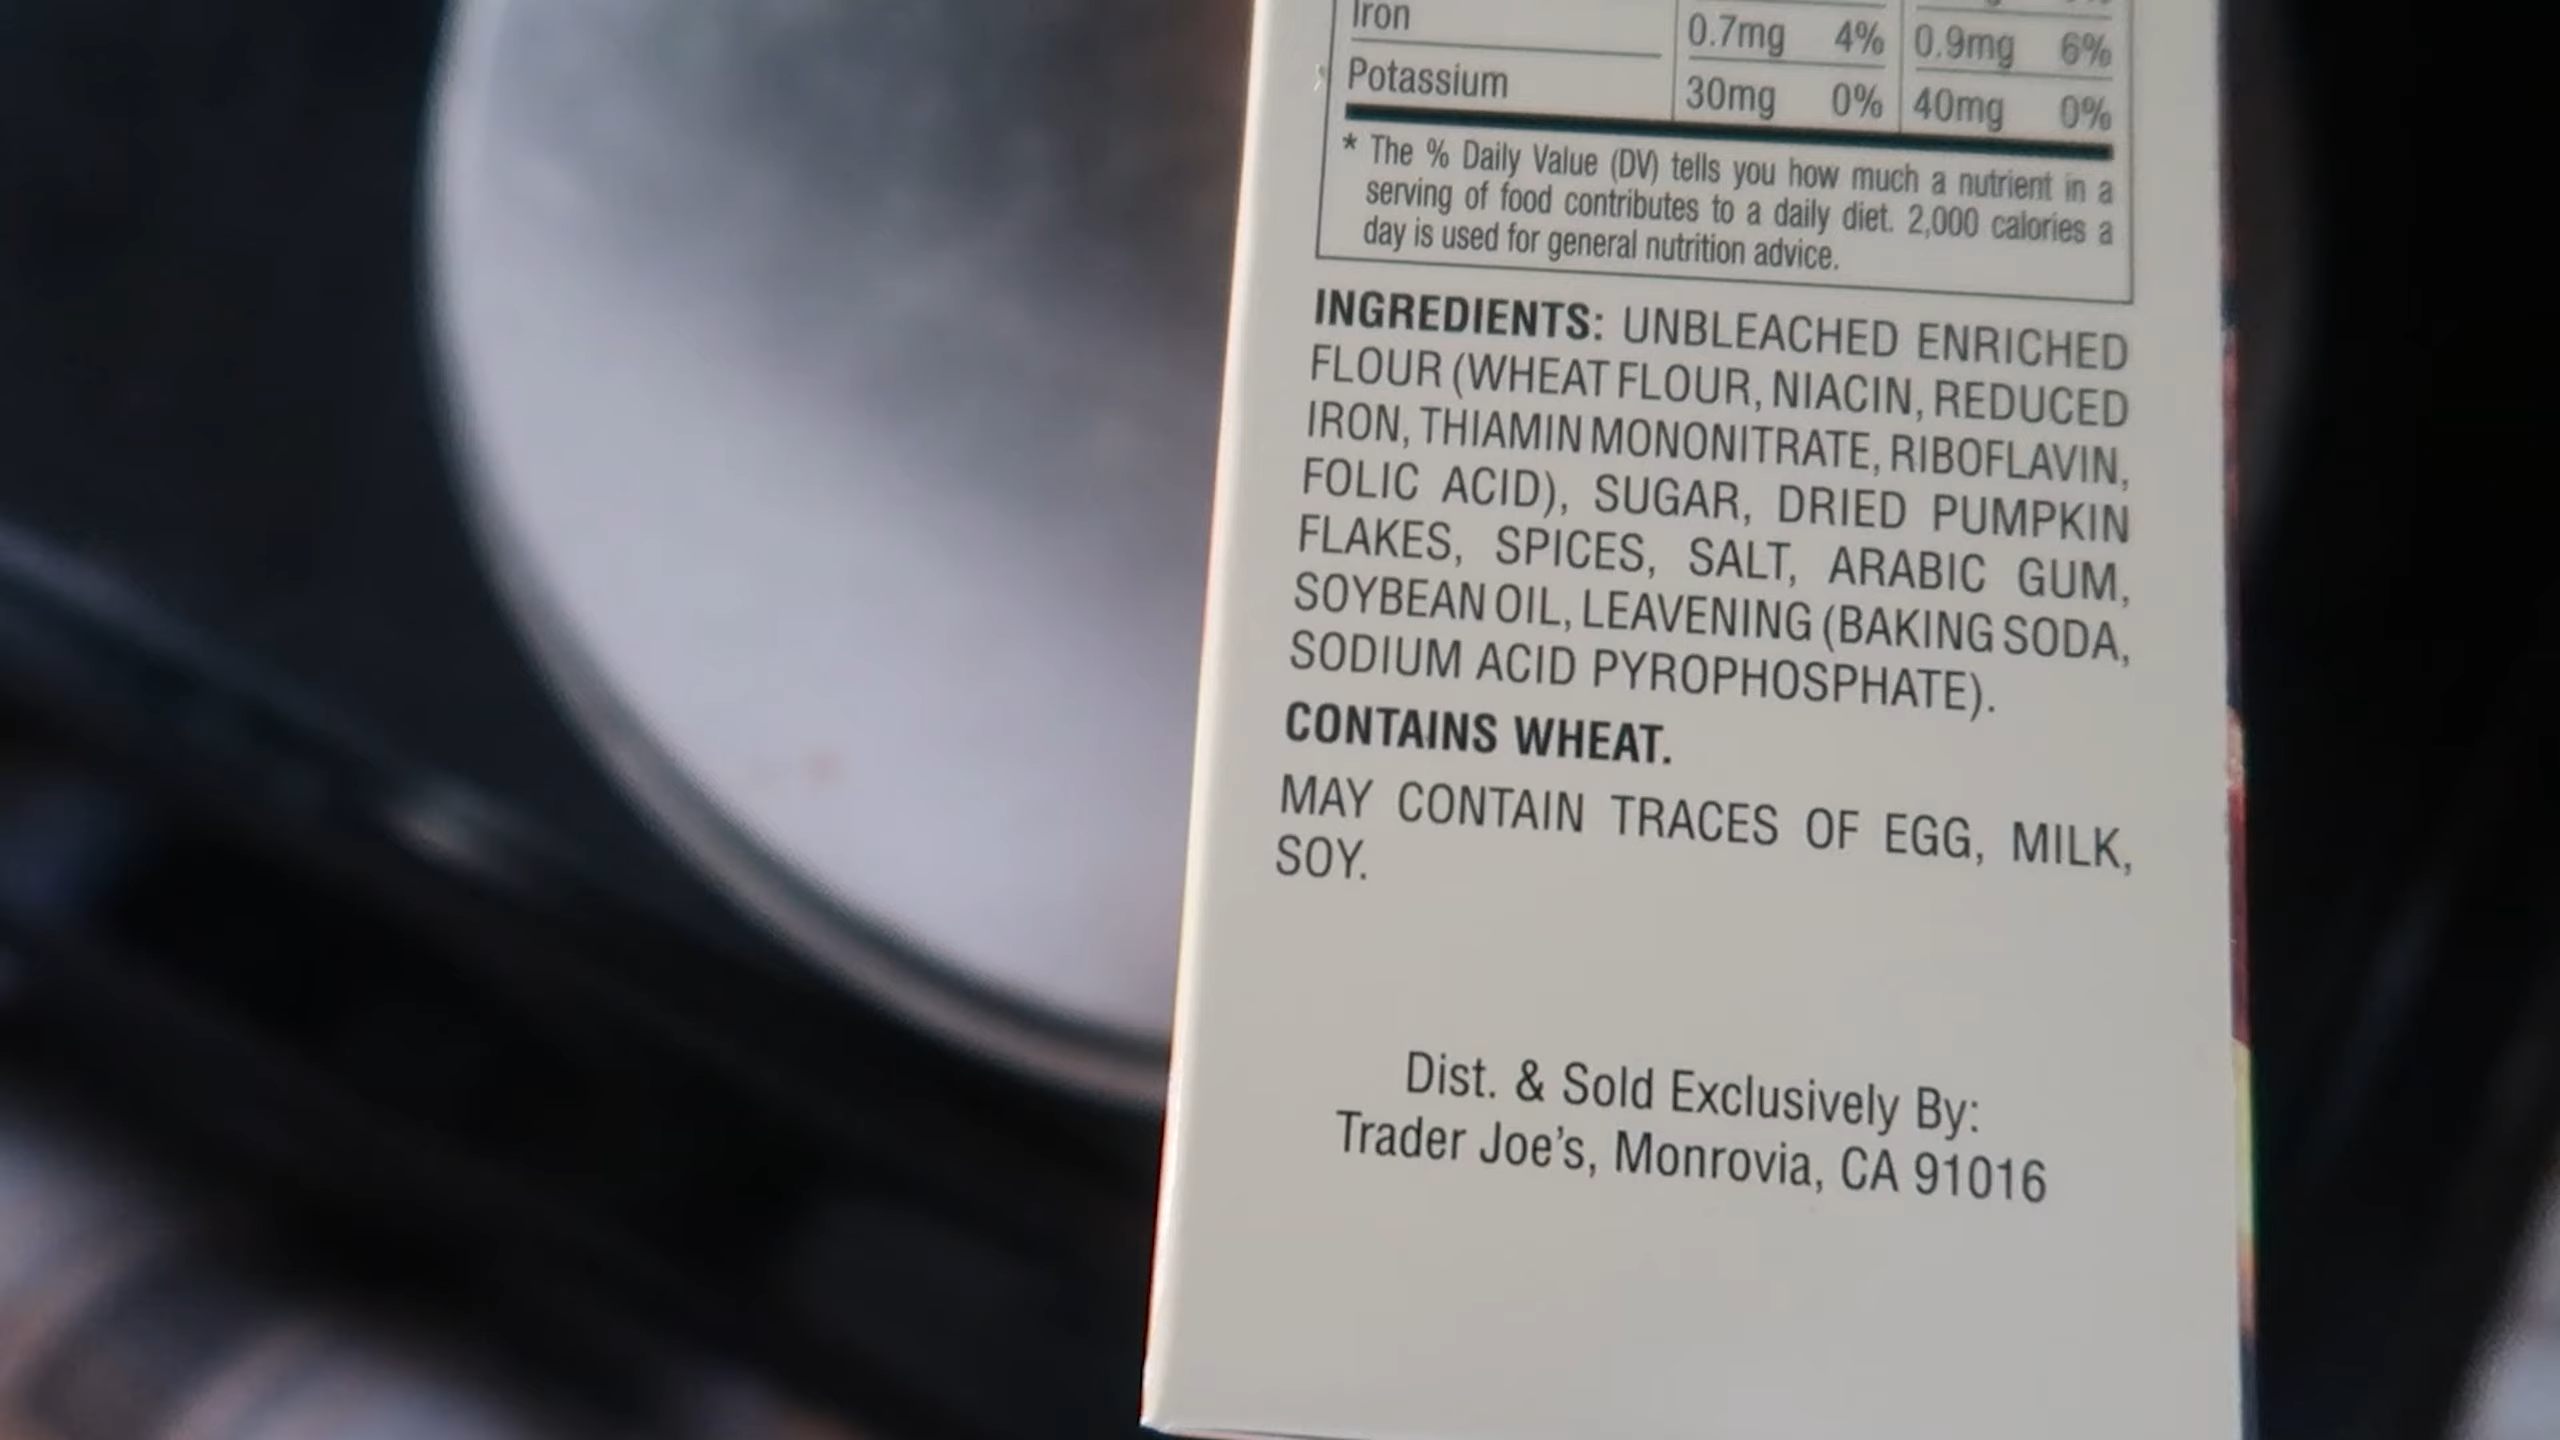 Iron 0.7mg 4% 0.9mg 6%
Potassium 30mg 0% 40mg 0%
* The % Daily Value (DV) tells you how much a nutrient in a
serving of food contributes to a daily diet. 2,000 calories a
day is used for general nutrition advice.
INGREDIENTS: UNBLEACHED ENRICHED
FLOUR (WHEAT FLOUR, NIACIN, REDUCED
IRON, THIAMIN MONONITRATE, RIBOFLAVIN,
FOLIC ACID), SUGAR, DRIED PUMPKIN
FLAKES, SPICES, SALT, ARABIC GUM,
SOYBEAN OIL, LEAVENING (BAKING SODA,
SODIUM ACID PYROPHOSPHATE).
CONTAINS WHEAT.
MAY CONTAIN TRACES OF EGG, MILK,
SOY.
Dist. & Sold Exclusively By:
Trader Joe's, Monrovia, CA 91016